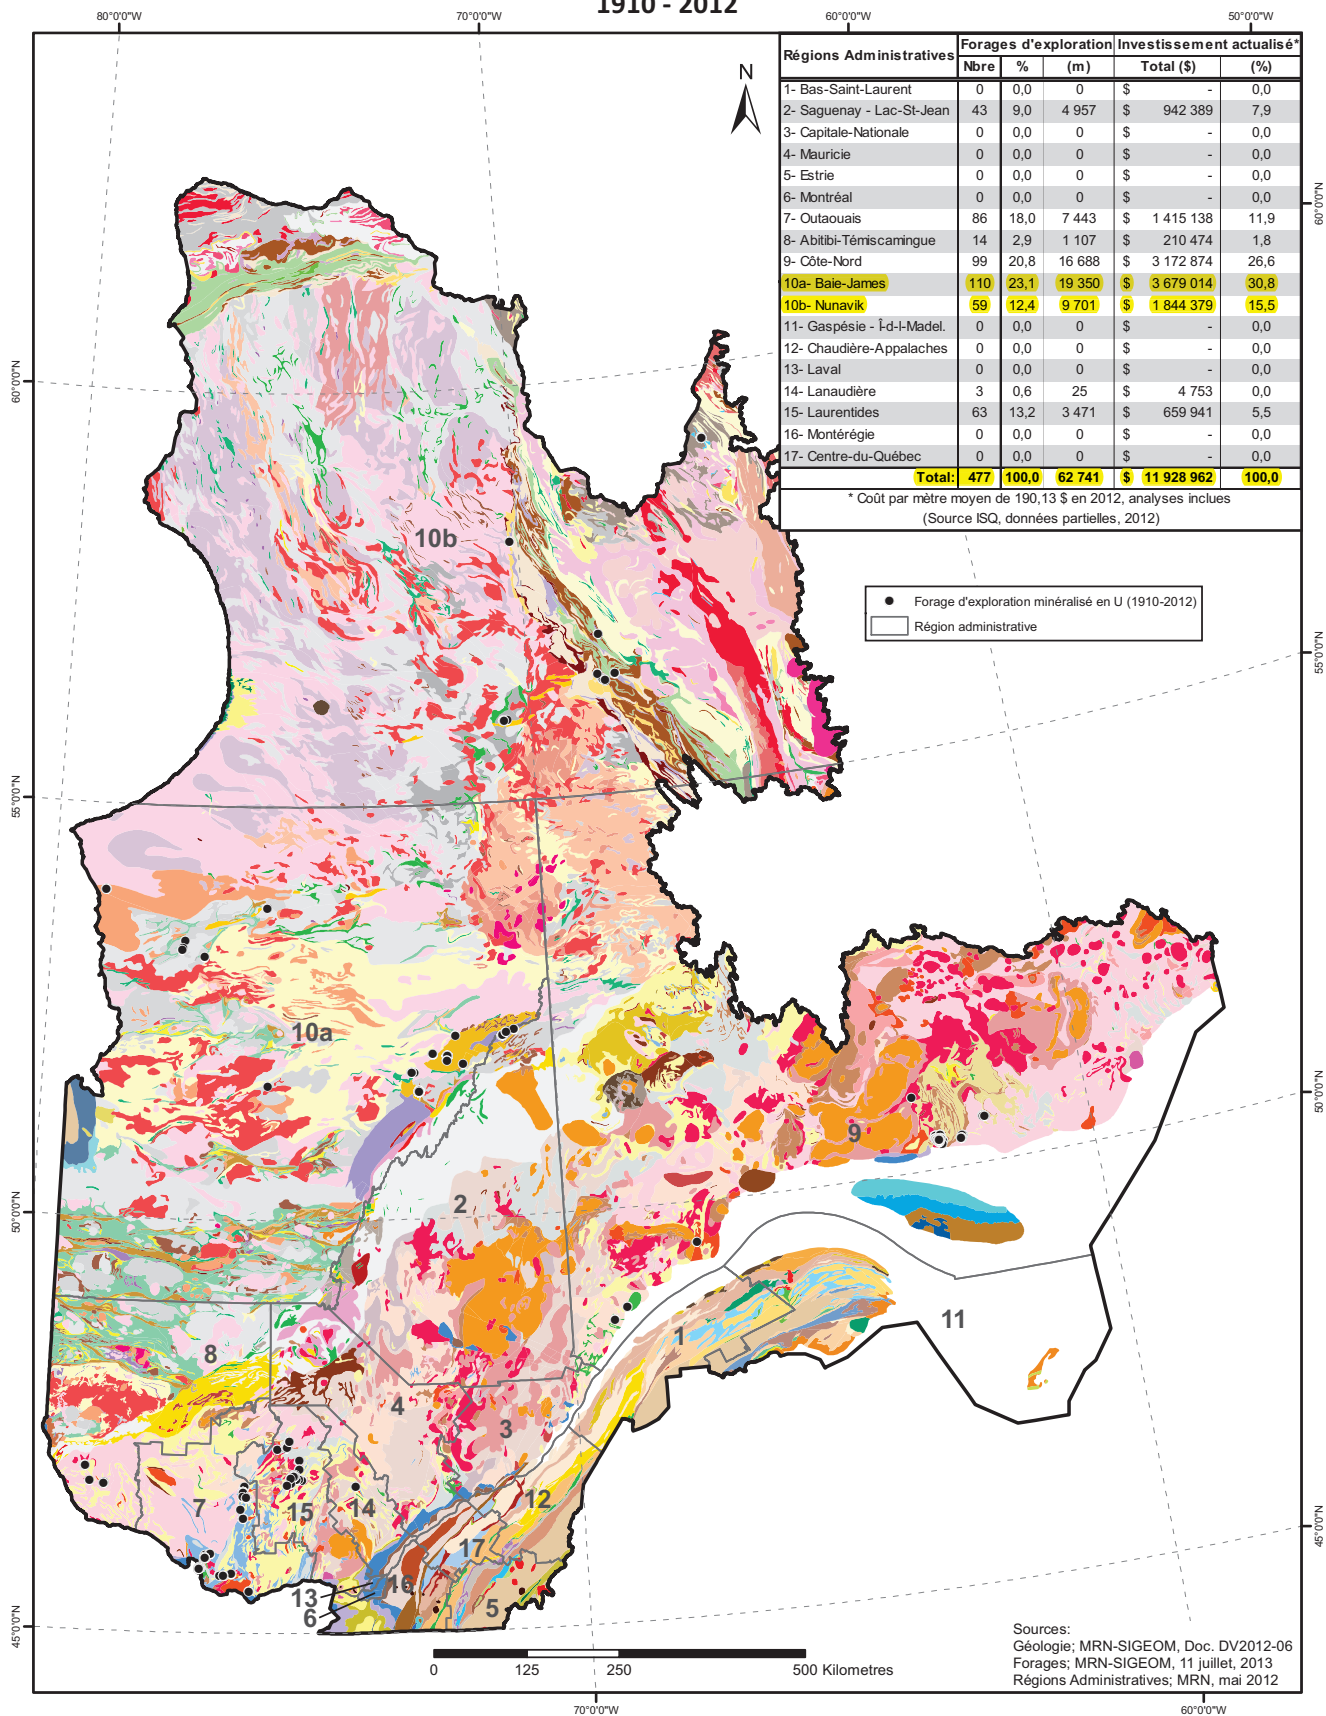 1910 - 2012
80°0'0"W 70°0'0"W 60°0'0"W 50°0'0"W
N
Régions Administratives Forages d'exploration Investissement actualisé*
Nbre % (m) Total ($) (%)
1- Bas-Saint-Laurent 0 0,0 0 $ - 0,0
2- Saguenay - Lac-St-Jean 43 9,0 4 957 $ 942 389 7,9
3- Capitale-Nationale 0 0,0 0 $ - 0,0
4- Mauricie 0 0,0 0 $ - 0,0
5- Estrie 0 0,0 0 $ - 0,0
6- Montréal 0 0,0 0 $ - 0,0
7- Outaouais 86 18,0 7 443 $ 1 415 138 11,9
8- Abitibi-Témiscamingue 14 2,9 1 107 $ 210 474 1,8
9- Côte-Nord 99 20,8 16 688 $ 3 172 874 26,6
10a- Baie-James 110 23,1 19 350 $ 3 679 014 30,8
10b- Nunavik 59 12,4 9 701 $ 1 844 379 15,5
11- Gaspésie - Î-d-l-Madel. 0 0,0 0 $ - 0,0
12- Chaudière-Appalaches 0 0,0 0 $ - 0,0
13- Laval 0 0,0 0 $ - 0,0
14- Lanaudière 3 0,6 25 $ 4 753 0,0
15- Laurentides 63 13,2 3 471 $ 659 941 5,5
16- Montérégie 0 0,0 0 $ - 0,0
17- Centre-du-Québec 0 0,0 0 $ - 0,0
Total: 477 100,0 62 741 $ 11 928 962 100,0
* Coût par mètre moyen de 190,13 $ en 2012, analyses inclues
(Source ISQ, données partielles, 2012)
60°0'0"N
60°0'0"N
10b
Forage d'exploration minéralisé en U (1910-2012)
Région administrative
55°0'0"N
55°0'0"N
10a
50°0'0"N
9
2
50°0'0"N
11
1
8
4
3
12
7
15
14
45°0'0"N
17
16
13
5
6
45°0'0"N
0 125 250 500 Kilometres
Sources:
Géologie; MRN-SIGEOM, Doc. DV2012-06
Forages; MRN-SIGEOM, 11 juillet, 2013
Régions Administratives; MRN, mai 2012
70°0'0"W 60°0'0"W